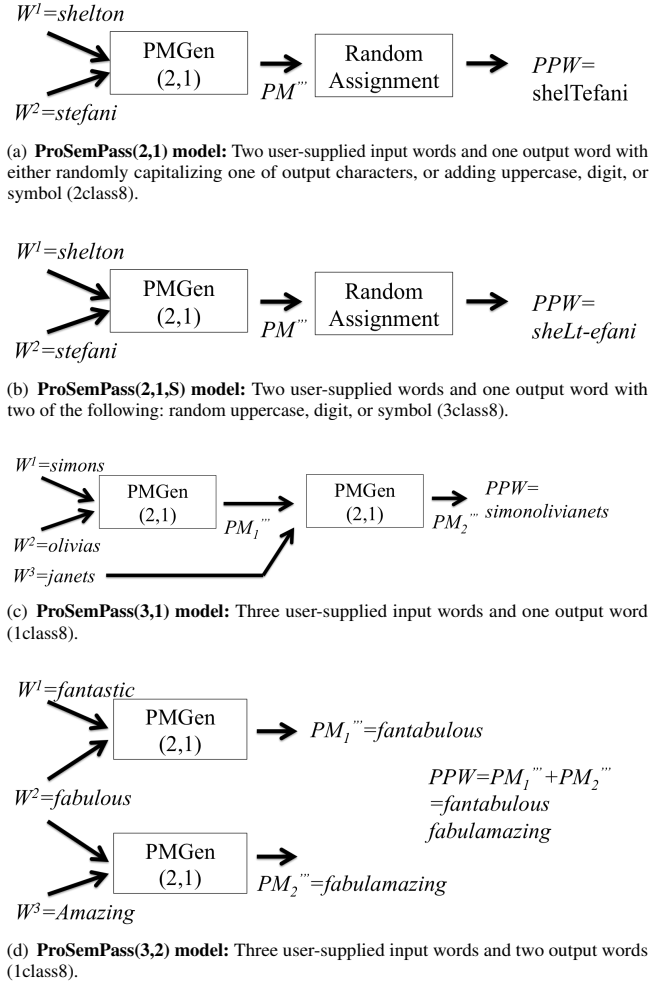 W1=shelton
PMGen
(2,1)
PM'''
Random
Assignment
PPW=
shelTefani
W2=stefani
(a) ProSemPass(2,1) model: Two user-supplied input words and one output word with
either randomly capitalizing one of output characters, or adding uppercase, digit, or
symbol (2class8).
W1=shelton
PMGen
(2,1)
PM'''
Random
Assignment
PPW=
sheLt-efani
W2=stefani
(b) ProSemPass(2,1,S) model: Two user-supplied words and one output word with
two of the following: random uppercase, digit, or symbol (3class8).
W1=simons
PMGen
(2,1)
PM1'''
PMGen
(2,1)
PM2'''
PPW=
simonolivianets
W2=olivias
W3=janets
(c) ProSemPass(3,1) model: Three user-supplied input words and one output word
(1class8).
W1=fantastic
PMGen
(2,1)
PM1'''=fantabulous
W2=fabulous
PPW=PM1'''+PM2'''
=fantabulous
fabulamazing
PMGen
(2,1)
PM2'''=fabulamazing
W3=Amazing
(d) ProSemPass(3,2) model: Three user-supplied input words and two output words
(1class8).